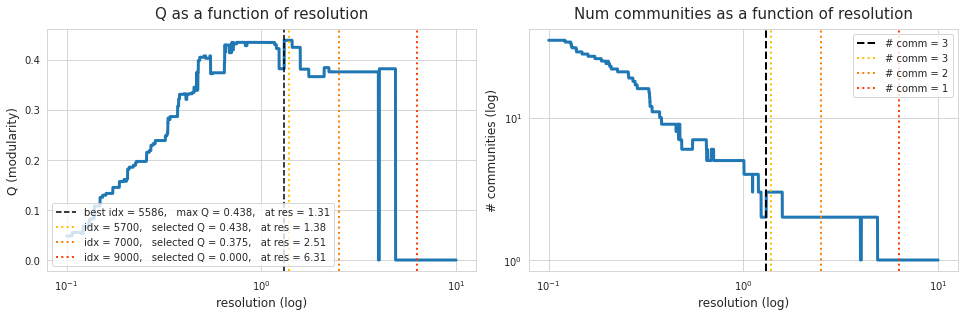 Q as a function of resolution
Q (modularity)
0.4
0.3
0.2
0.1
0.0
best idx = 5586,   max Q = 0.438,   at res = 1.31
idx = 5700,   selected Q = 0.438,   at res = 1.38
idx = 7000,   selected Q = 0.375,   at res = 2.51
idx = 9000,   selected Q = 0.000,   at res = 6.31
10⁻¹
10⁰
10¹
resolution (log)
Num communities as a function of resolution
# communities (log)
10¹
10⁰
# comm = 3
# comm = 3
# comm = 2
# comm = 1
10⁻¹
10⁰
10¹
resolution (log)